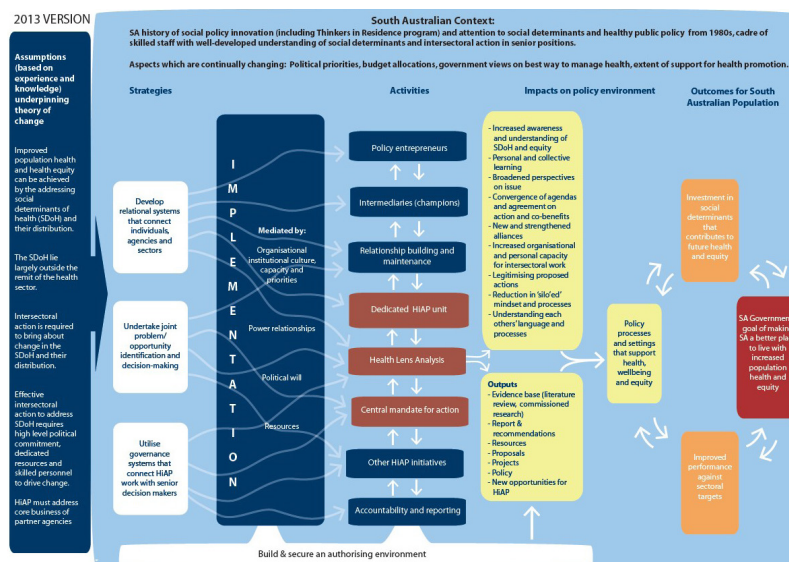 2013 VERSION
South Australian Context:
SA history of social policy innovation (including Thinkers in Residence program) and attention to social determinants and healthy public policy from 1980s, cadre of
skilled staff with well-developed understanding of social determinants and intersectoral action in senior positions.
Aspects which are continually changing: Political priorities, budget allocations, government views on best way to manage health, extent of support for health promotion.
Assumptions
(based on
experience and
knowledge)
underpinning
theory of
change
Improved
population health
and health equity
can be achieved
by the addressing
social
determinants of
health (SDoH) and
their distribution.
The SDoH lie
largely outside the
remit of the health
sector.
Intersectoral
action is required
to bring about
change in the
SDoH and their
distribution.
Effective
intersectoral
action to address
SDoH requires
high level political
commitment,
dedicated
resources and
skilled personnel
to drive change.
HiAP must address
core business of
partner agencies
Strategies
Develop
relational systems
that connect
individuals,
agencies and
sectors
Undertake joint
problem/
opportunity
identification and
decision-making
Utilise
governance
systems that
connect HiAP
work with senior
decision makers
IMPLEMENTATION
Mediated by:
Organisational
institutional culture,
capacity and
priorities
Power relationships
Political will
Resources
Activities
Policy entrepreneurs
Intermediaries (champions)
Relationship building and
maintenance
Dedicated HiAP unit
Health Lens Analysis
Central mandate for action
Other HiAP initiatives
Accountability and reporting
Build & secure an authorising environment
Impacts on policy environment
- Increased awareness
and understanding of
SDoH and equity
- Personal and collective
learning
- Broadened perspectives
on issue
- Convergence of agendas
and agreement on
action and co-benefits
- New and strengthened
alliances
- Increased organisational
and personal capacity
for intersectoral work
- Legitimising proposed
actions
- Reduction in 'silo'ed'
mindset and processes
- Understanding each
others' language and
processes
Outputs
- Evidence base (literature
review, commissioned
research)
- Report &
recommendations
- Resources
- Proposals
- Projects
- Policy
- New opportunities for
HiAP
Policy
processes and
settings that
support
health,
wellbeing
and equity
Outcomes for South
Australian Population
Investment in
social
determinants
that
contributes to
future health
and equity
SA Government
goal of making
SA a better place
to live with
increased
population
health and
equity
Improved
performance
against
sectoral
targets